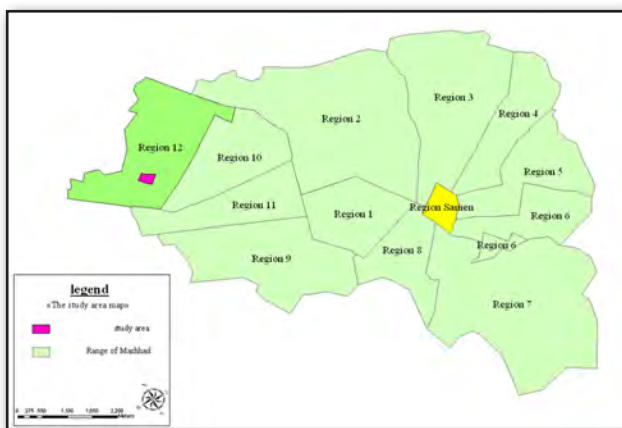 Region 3
Region 4
Region 2
Region 12
Region 10
Region 5
Region Samen
Region 11
Region 1
Region 6
Region 8
Region 6
Region 9
Region 7
legend
«The study area map»
study area
Range of Mashhad